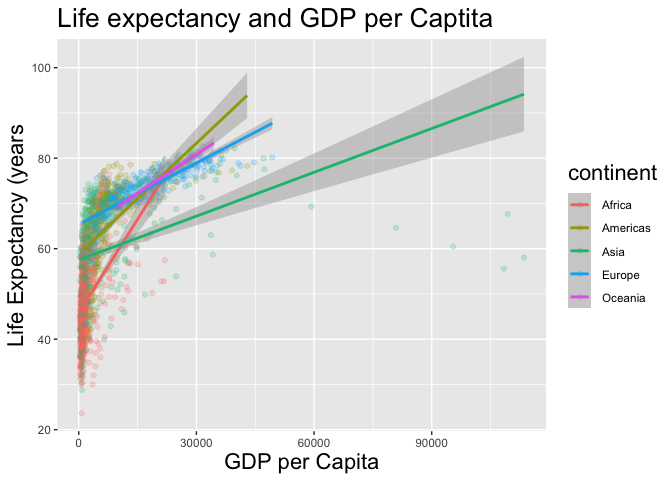 Life expectancy and GDP per Captita
100
80
60
40
20
Life Expectancy (years
0
30000
60000
90000
GDP per Capita
continent
Africa
Americas
Asia
Europe
Oceania